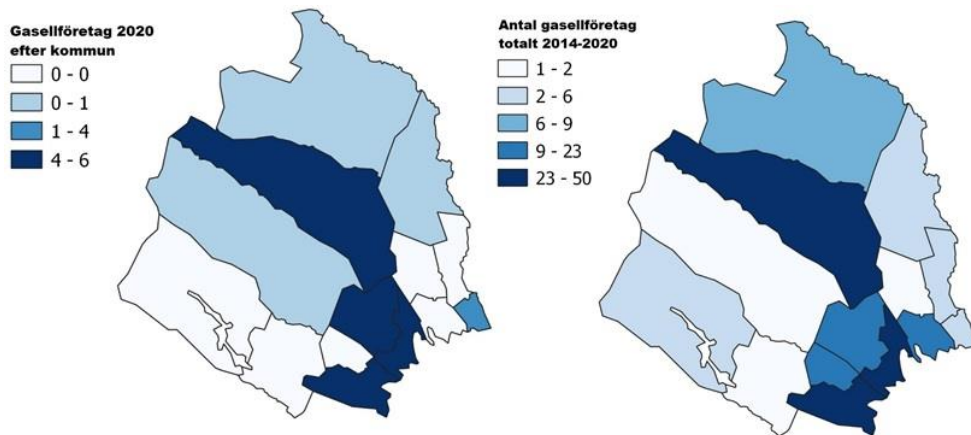 Gasellföretag 2020
efter kommun
0 - 0
0 - 1
1 - 4
4 - 6
Antal gasellföretag
totalt 2014-2020
1 - 2
2 - 6
6 - 9
9 - 23
23 - 50